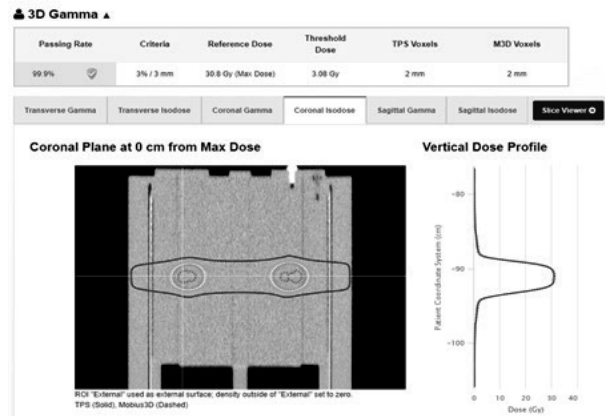 3D Gamma ▲
Passing Rate Criteria Reference Dose Threshold Dose TPS Voxels M3D Voxels
99.9% 3% / 3 mm 30.8 Gy (Max Dose) 3.08 Gy 2 mm 2 mm
Transverse Gamma Transverse Isodose Coronal Gamma Coronal Isodose Sagittal Gamma Sagittal Isodose Slice Viewer
Coronal Plane at 0 cm from Max Dose
ROI "External" used as external surface; density outside of "External" set to zero.
TPS (Solid), Mobius3D (Dashed)
Vertical Dose Profile
Patient Coordinate System (cm)
-80
-90
-100
0 10 20 30 40
Dose (Gy)